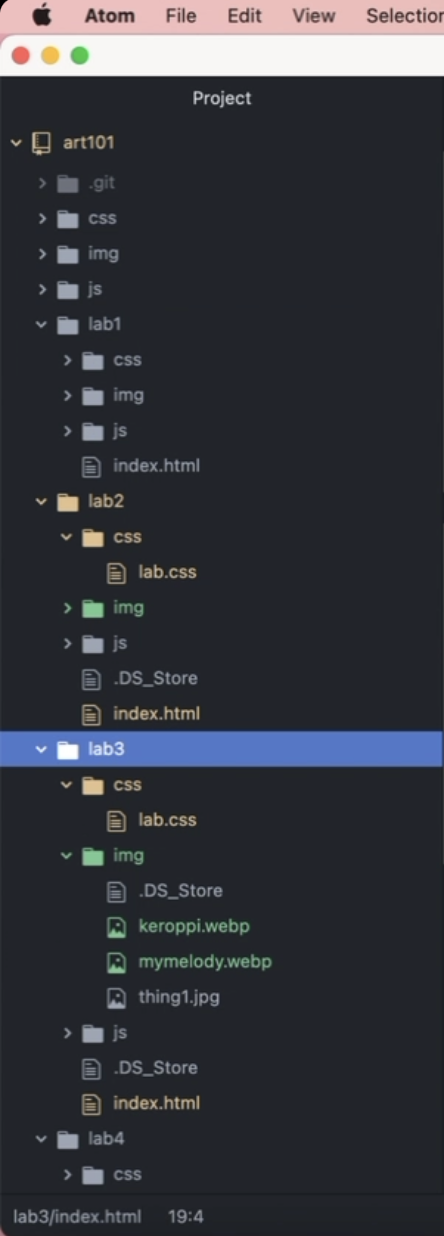 Atom File Edit View Selection
Project
art101
.git
css
img
js
lab1
css
img
js
index.html
lab2
css
lab.css
img
js
.DS_Store
index.html
lab3
css
lab.css
img
.DS_Store
keroppi.webp
mymelody.webp
thing1.jpg
js
.DS_Store
index.html
lab4
css
lab3/index.html 19:4